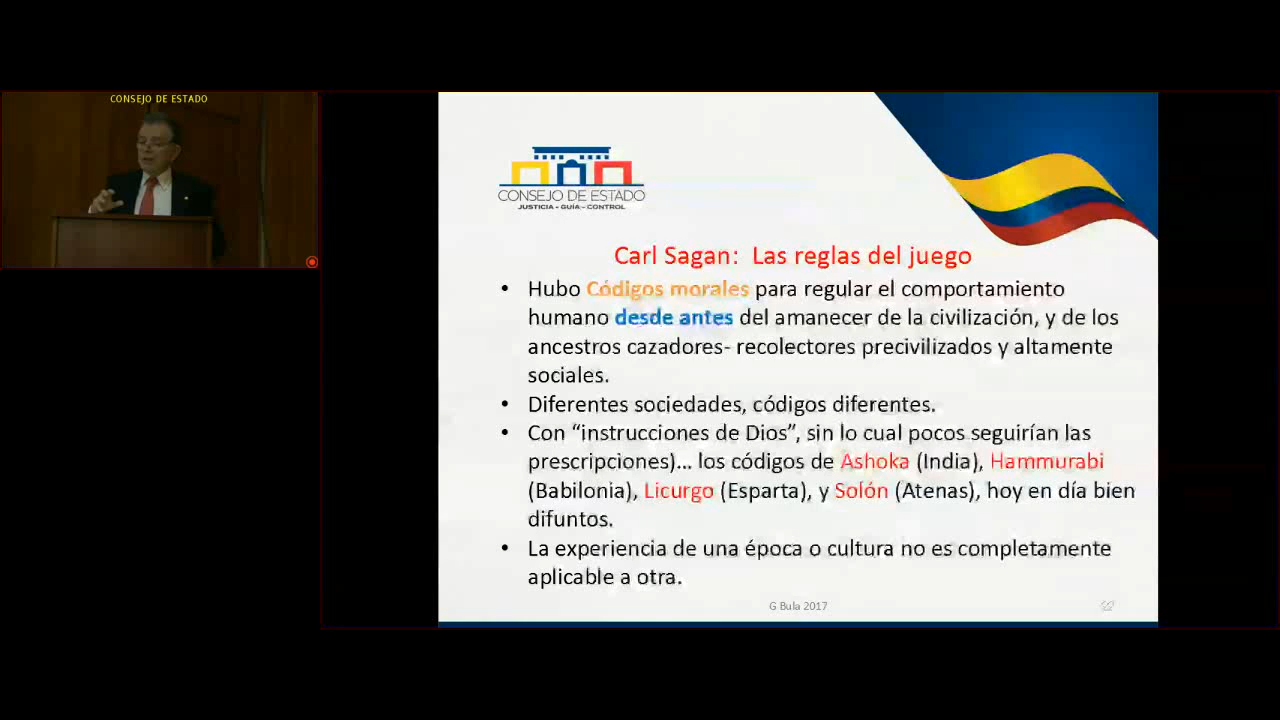 CONSEJO DE ESTADO
CONSEJO DE ESTADO
JUSTICIA - GUÍA - CONTROL
Carl Sagan: Las reglas del juego
• Hubo Códigos morales para regular el comportamiento
humano desde antes del amanecer de la civilización, y de los
ancestros cazadores- recolectores precivilizados y altamente
sociales.
• Diferentes sociedades, códigos diferentes.
• Con “instrucciones de Dios”, sin lo cual pocos seguirían las
prescripciones)... los códigos de Ashoka (India), Hammurabi
(Babilonia), Licurgo (Esparta), y Solón (Atenas), hoy en día bien
difuntos.
• La experiencia de una época o cultura no es completamente
aplicable a otra.
G Bula 2017